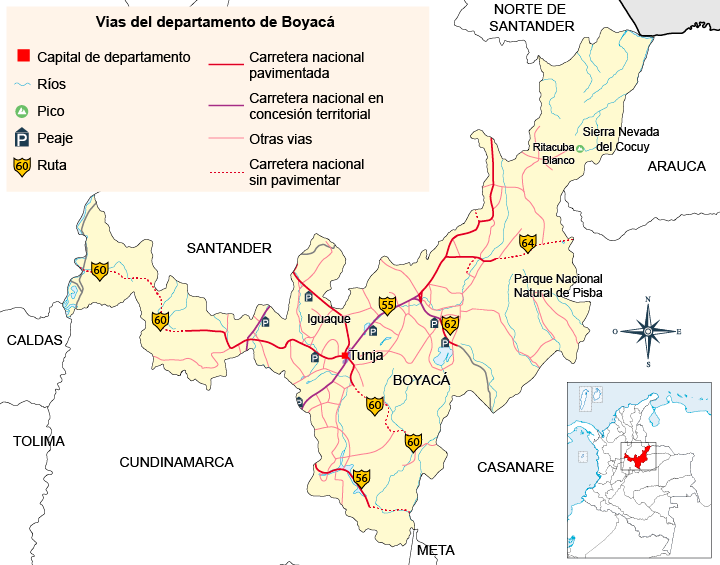 Vias del departamento de Boyacá
Capital de departamento
Ríos
Pico
Peaje
Ruta
60
P
Carretera nacional
pavimentada
Carretera nacional en
concesión territorial
Otras vias
Carretera nacional
sin pavimentar
NORTE DE
SANTANDER
Sierra Nevada
del Cocuy
Ritacuba
Blanco
ARAUCA
SANTANDER
64
60
Parque Nacional
Natural de Pisba
55
P
60
Iguaque
P
P
62
P
P
CALDAS
P
Tunja
N
O
E
S
BOYACÁ
60
P
TOLIMA
60
CUNDINAMARCA
56
CASANARE
META